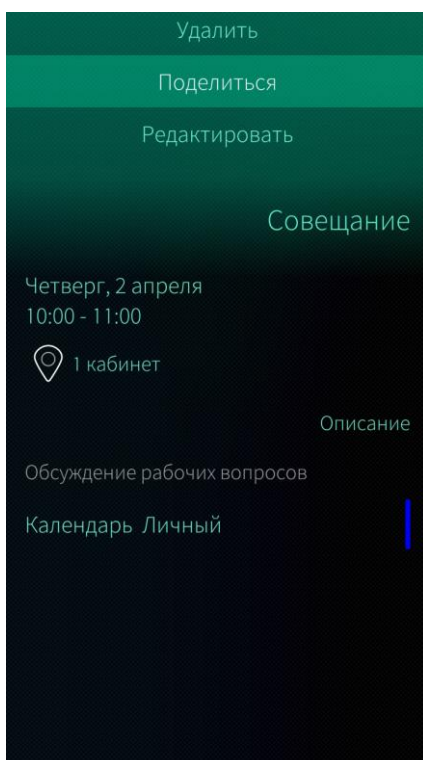 Удалить
Поделиться
Редактировать
Совещание
Четверг, 2 апреля
10:00 - 11:00
1 кабинет
Описание
Обсуждение рабочих вопросов
Календарь Личный